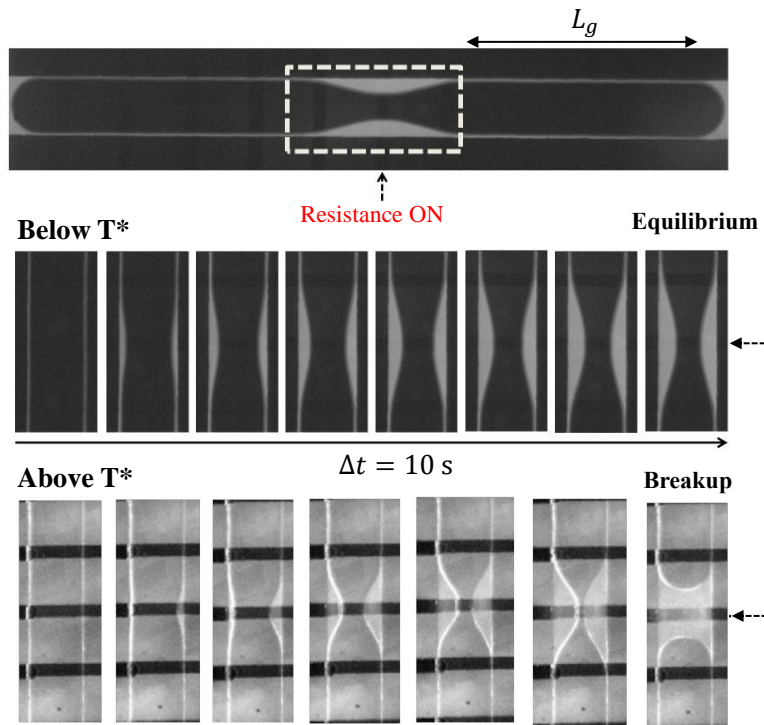 L_g
Resistance ON
Below T*
Equilibrium
Δt = 10 s
Above T*
Breakup